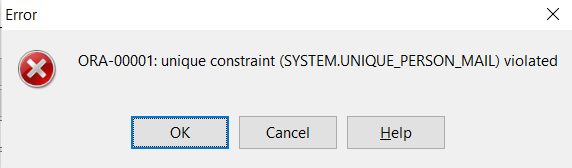 Error
ORA-00001: unique constraint (SYSTEM.UNIQUE_PERSON_MAIL) violated
OK Cancel Help